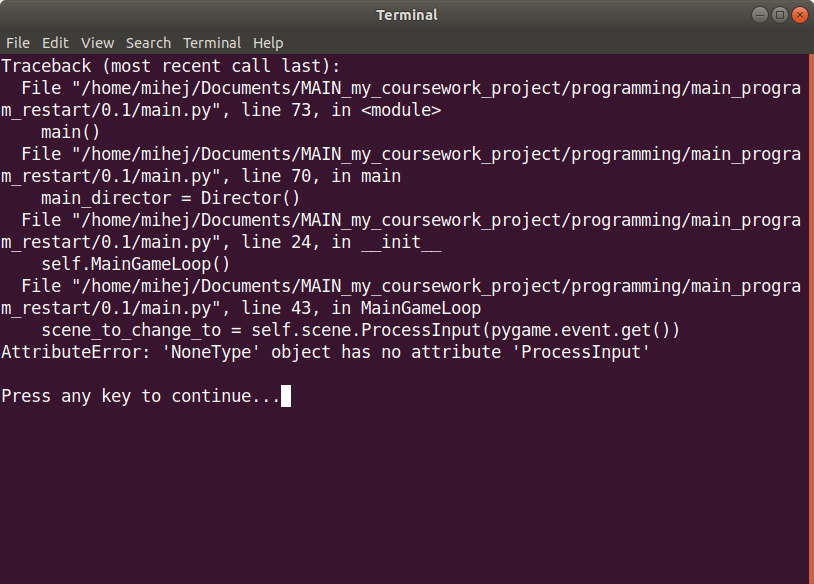 Terminal
File Edit View Search Terminal Help
Traceback (most recent call last):
  File "/home/mihej/Documents/MAIN_my_coursework_project/programming/main_progra
m_restart/0.1/main.py", line 73, in <module>
    main()
  File "/home/mihej/Documents/MAIN_my_coursework_project/programming/main_progra
m_restart/0.1/main.py", line 70, in main
    main_director = Director()
  File "/home/mihej/Documents/MAIN_my_coursework_project/programming/main_progra
m_restart/0.1/main.py", line 24, in __init__
    self.MainGameLoop()
  File "/home/mihej/Documents/MAIN_my_coursework_project/programming/main_progra
m_restart/0.1/main.py", line 43, in MainGameLoop
    scene_to_change_to = self.scene.ProcessInput(pygame.event.get())
AttributeError: 'NoneType' object has no attribute 'ProcessInput'
Press any key to continue...